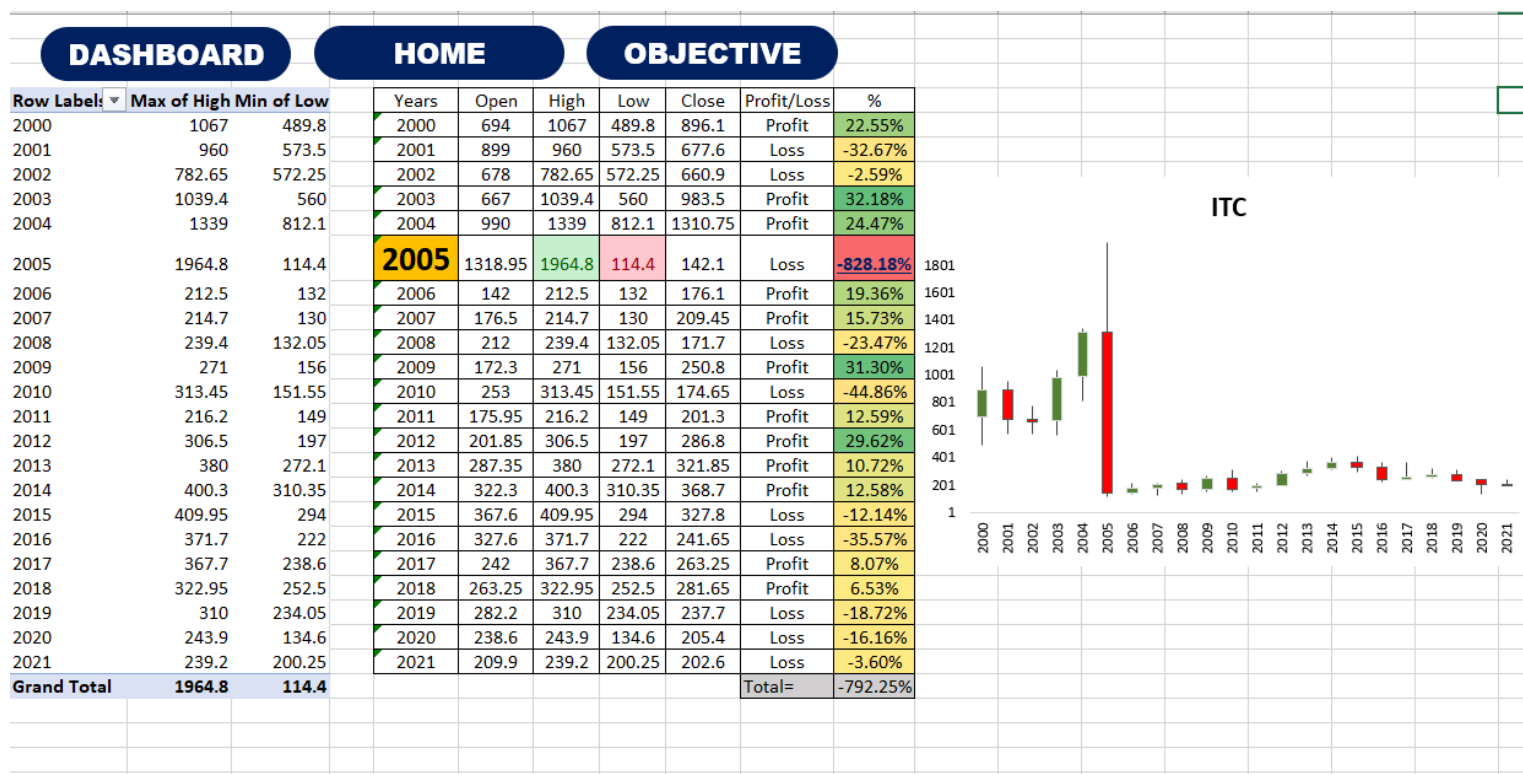 DASHBOARD HOME OBJECTIVE
Row Labels Max of High Min of Low Years Open High Low Close Profit/Loss %
2000 1067 489.8 2000 694 1067 489.8 896.1 Profit 22.55%
2001 960 573.5 2001 899 960 573.5 677.6 Loss -32.67%
2002 782.65 572.25 2002 678 782.65 572.25 660.9 Loss -2.59%
2003 1039.4 560 2003 667 1039.4 560 983.5 Profit 32.18%
2004 1339 812.1 2004 990 1339 812.1 1310.75 Profit 24.47%
2005 1964.8 114.4 2005 1318.95 1964.8 114.4 142.1 Loss -828.18%
2006 212.5 132 2006 142 212.5 132 176.1 Profit 19.36%
2007 214.7 130 2007 176.5 214.7 130 209.45 Profit 15.73%
2008 239.4 132.05 2008 212 239.4 132.05 171.7 Loss -23.47%
2009 271 156 2009 172.3 271 156 250.8 Profit 31.30%
2010 313.45 151.55 2010 253 313.45 151.55 174.65 Loss -44.86%
2011 216.2 149 2011 175.95 216.2 149 201.3 Profit 12.59%
2012 306.5 197 2012 201.85 306.5 197 286.8 Profit 29.62%
2013 380 272.1 2013 287.35 380 272.1 321.85 Profit 10.72%
2014 400.3 310.35 2014 322.3 400.3 310.35 368.7 Profit 12.58%
2015 409.95 294 2015 367.6 409.95 294 327.8 Loss -12.14%
2016 371.7 222 2016 327.6 371.7 222 241.65 Loss -35.57%
2017 367.7 238.6 2017 242 367.7 238.6 263.25 Profit 8.07%
2018 322.95 252.5 2018 263.25 322.95 252.5 281.65 Profit 6.53%
2019 310 234.05 2019 282.2 310 234.05 237.7 Loss -18.72%
2020 243.9 134.6 2020 238.6 243.9 134.6 205.4 Loss -16.16%
2021 239.2 200.25 2021 209.9 239.2 200.25 202.6 Loss -3.60%
Grand Total 1964.8 114.4 Total= -792.25%
ITC
1801
1601
1401
1201
1001
801
601
401
201
1
2000 2001 2002 2003 2004 2005 2006 2007 2008 2009 2010 2011 2012 2013 2014 2015 2016 2017 2018 2019 2020 2021